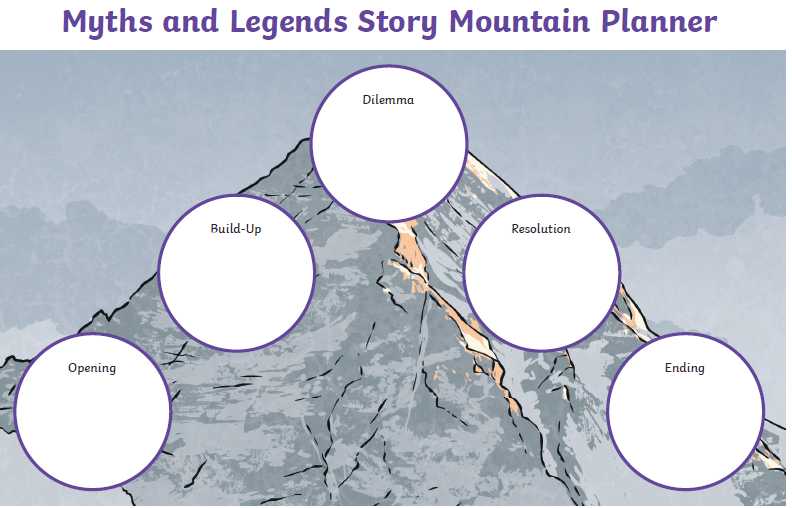 Myths and Legends Story Mountain Planner
Dilemma
Build-Up
Resolution
Opening
Ending